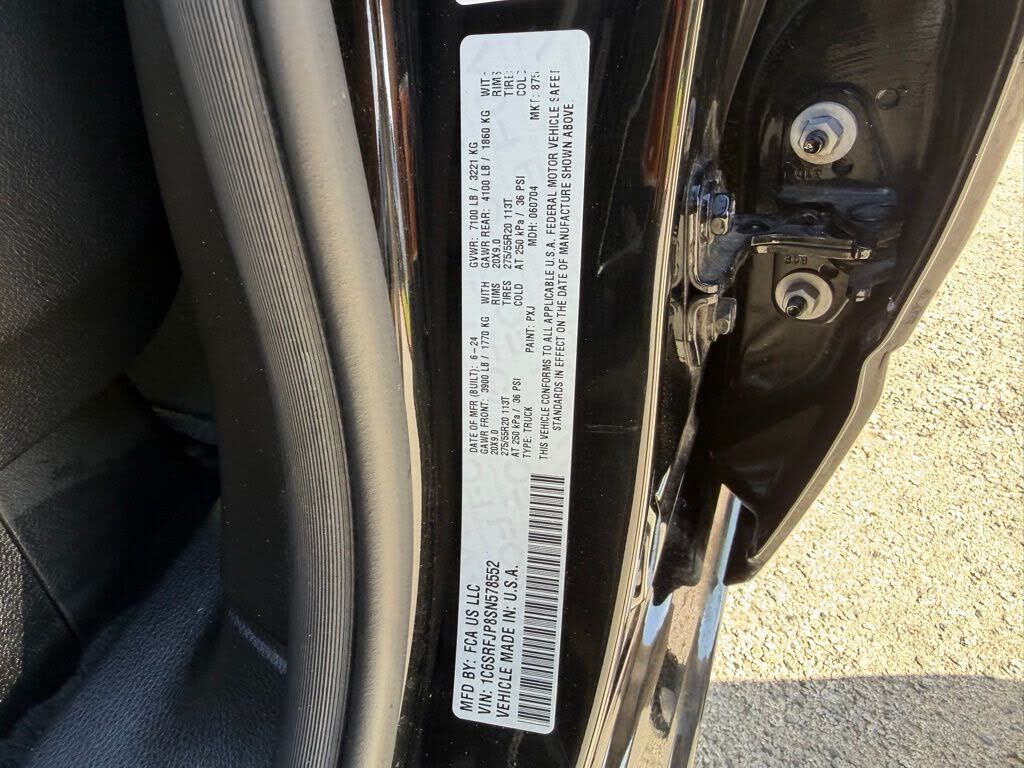 MFD BY: FCA US LLC
VIN: 1C6SRFJP8SN578552
VEHICLE MADE IN: U.S.A.
DATE OF MFR (BUILT): 6-24 GVWR: 7100 LB / 3221 KG
GAWR FRONT: 3900 LB / 1770 KG WITH GAWR REAR: 4100 LB / 1860 KG
20X9.0 RIMS 20X9.0 RIMS
275/55R20 113T TIRES 275/55R20 113T
AT 250 kPa / 36 PSI COLD AT 250 kPa / 36 PSI
TYPE: TRUCK PAINT: PXJ MDH: 060704 MKT:
THIS VEHICLE CONFORMS TO ALL APPLICABLE U.S.A. FEDERAL MOTOR VEHICLE
STANDARDS IN EFFECT ON THE DATE OF MANUFACTURE SHOWN ABOVE